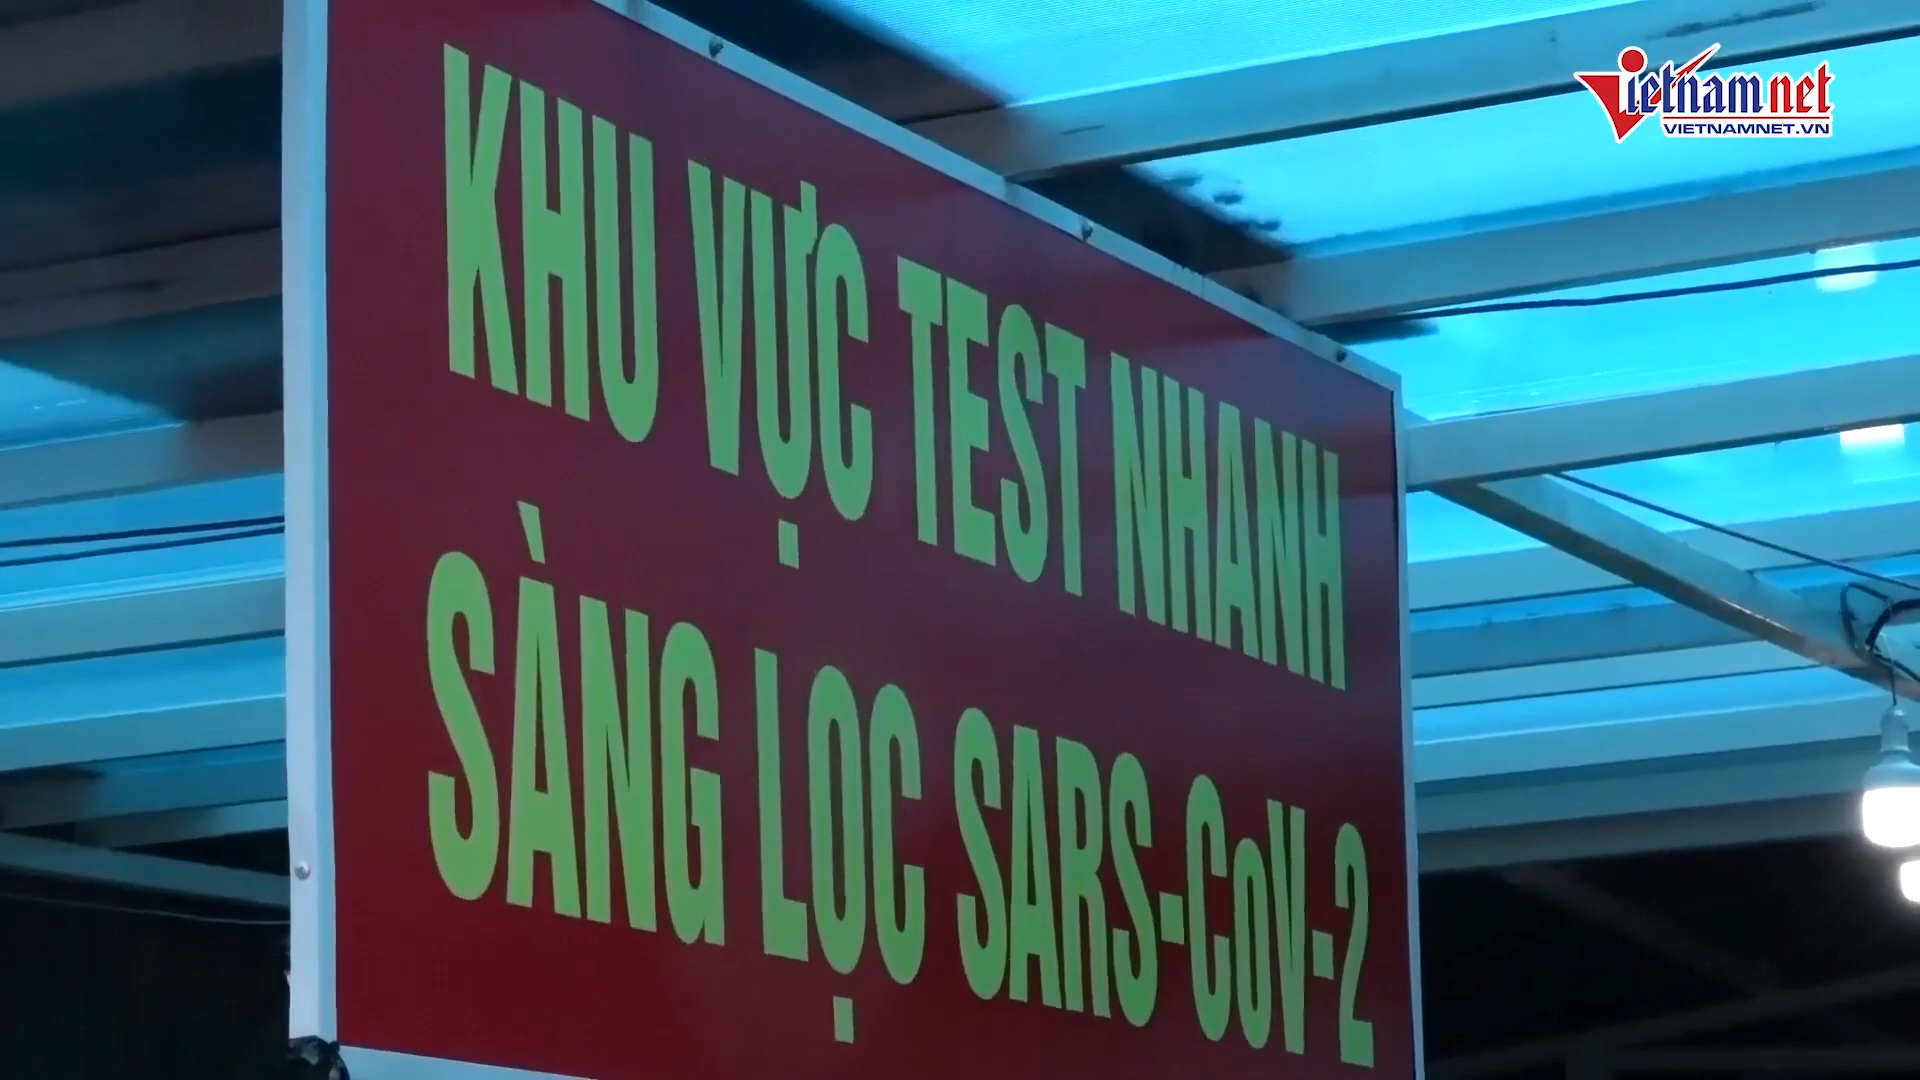 KHU VỰC TEST NHANH
SÀNG LỌC SARS-CoV-2
Vietnamnet
VIETNAMNET.VN